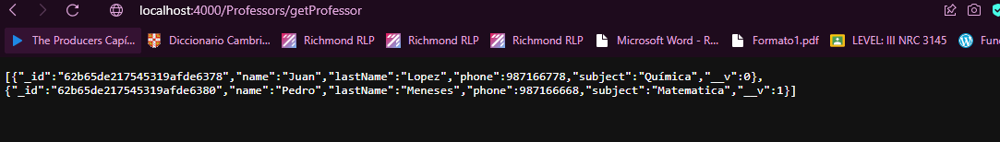 localhost:4000/Professors/getProfessor
The Producers Capí... Diccionario Cambri... Richmond RLP Richmond RLP Richmond RLP Microsoft Word - R... Formato1.pdf LEVEL: III NRC 3145 Fun
[{"_id":"62b65de217545319afde6378","name":"Juan","lastName":"Lopez","phone":987166778,"subject":"Química","__v":0},
{"_id":"62b65de217545319afde6380","name":"Pedro","lastName":"Meneses","phone":987166668,"subject":"Matematica","__v":1}]